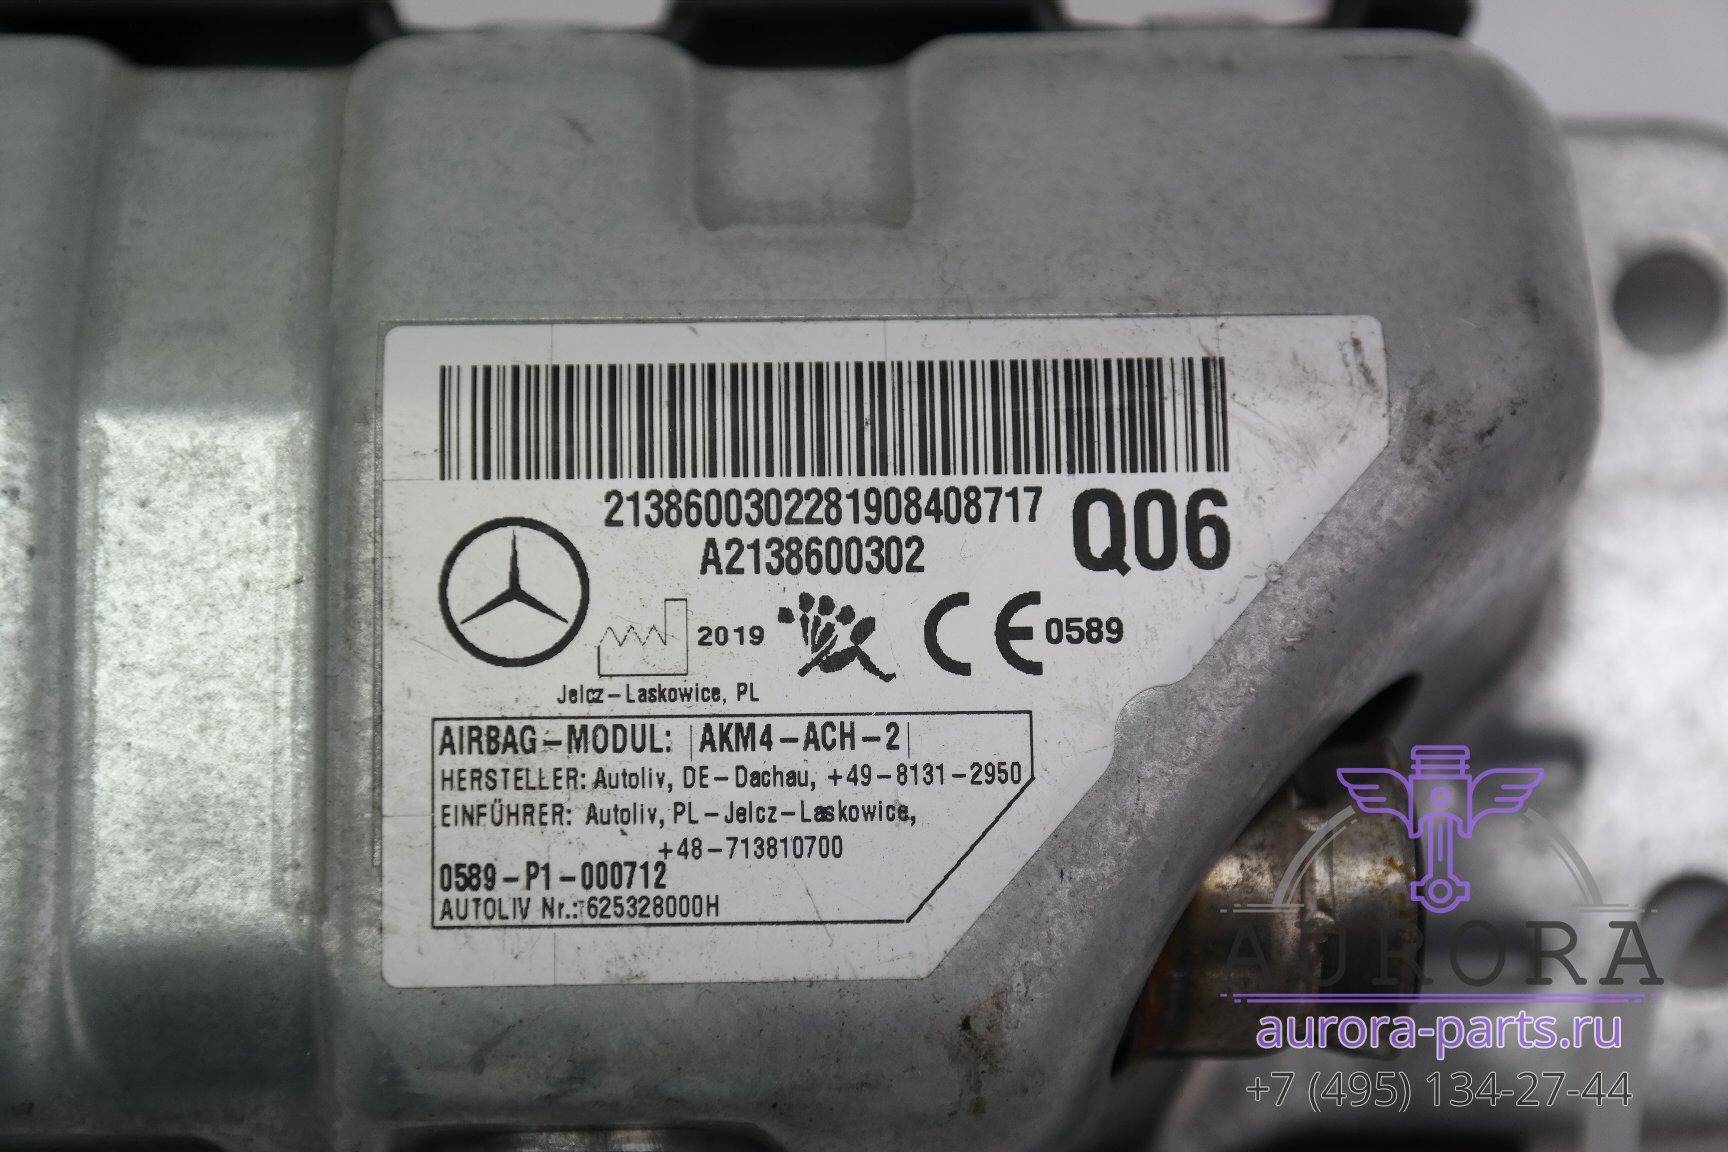 2138600302281908408717
Q06
A2138600302
2019
CE 0589
Jelcz-Laskowice, PL
AIRBAG-MODUL: AKM4-ACH-2
HERSTELLER: Autoliv, DE-Dachau, +49-8131-2950
EINFÜHRER: Autoliv, PL-Jelcz-Laskowice,
+48-713810700
0589-P1-000712
AUTOLIV Nr.: 625328000H
AURORA
aurora-parts.ru
+7 (495) 134-27-44